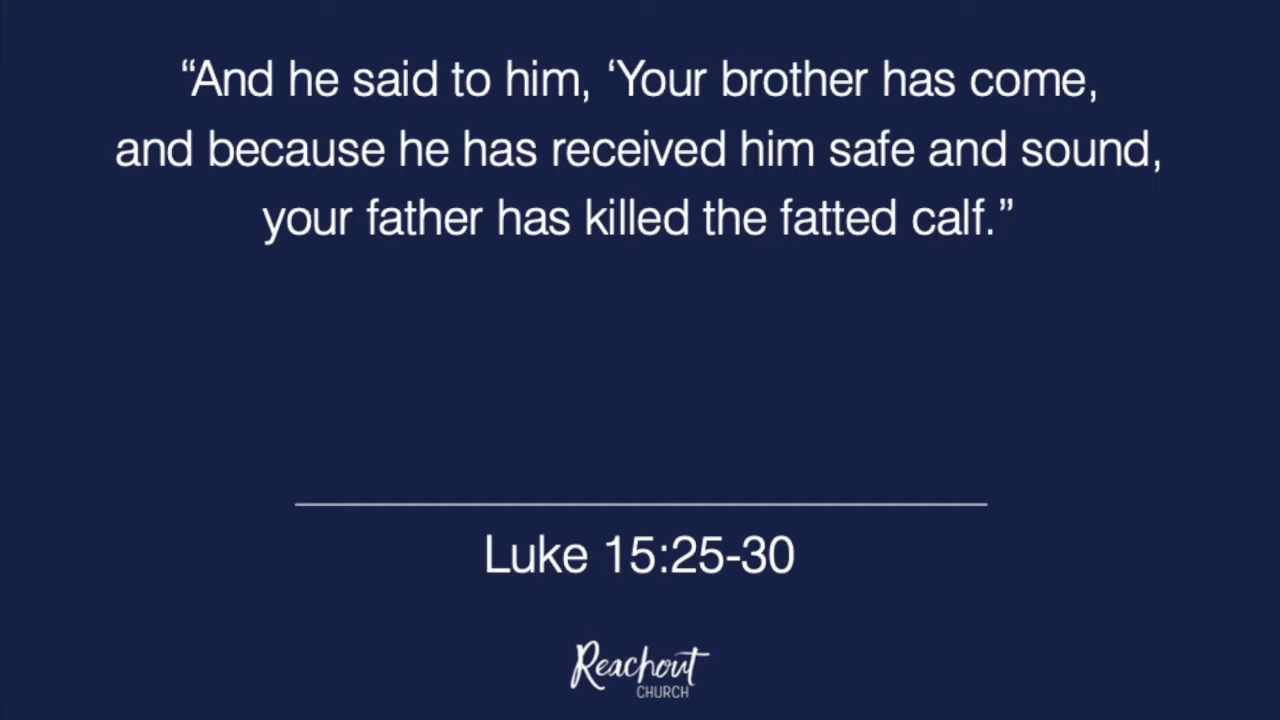 “And he said to him, ‘Your brother has come,
and because he has received him safe and sound,
your father has killed the fatted calf.”
Luke 15:25-30
Reachout
CHURCH